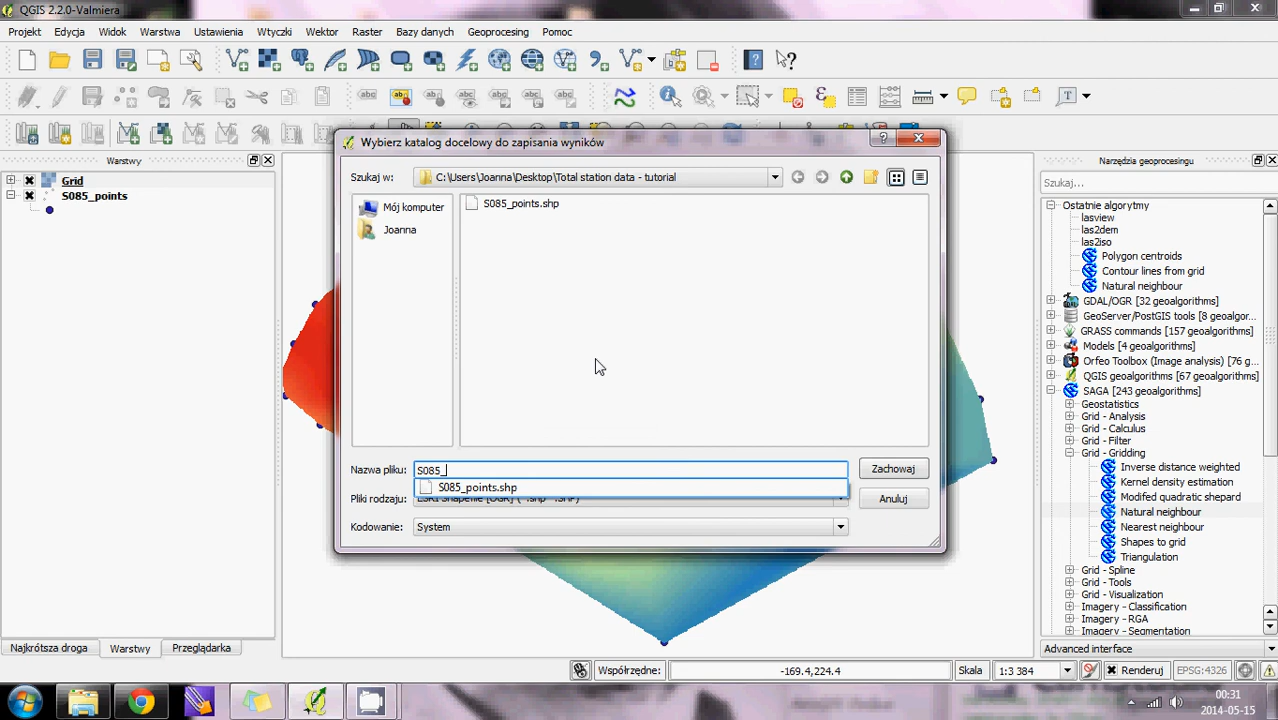 QGIS 2.2.0-Valmiera
Projekt Edycja Widok Warstwa Ustawienia Wtyczki Wektor Raster Bazy danych Geoprocesing Pomoc
abc ab abc abc abc abc T
Warstwy
Grid
S085_points
Wybierz katalog docelowy do zapisania wyników
Szukaj w: C:\Users\Joanna\Desktop\Total station data - tutorial
Mój komputer
Joanna
S085_points.shp
Nazwa pliku: S085_
Zachowaj
S085_points.shp
Pliki rodzaju:
Anuluj
Kodowanie: System
Narzędzia geoprocesingu
Szukaj...
Ostatnie algorytmy
lasview
las2dem
las2iso
Polygon centroids
Contour lines from grid
Natural neighbour
GDAL/OGR [32 geoalgorithms]
GeoServer/PostGIS tools [8 geoalgor...
GRASS commands [157 geoalgorithms]
Models [4 geoalgorithms]
Orfeo Toolbox (Image analysis) [76 g...
QGIS geoalgorithms [67 geoalgorithms]
SAGA [243 geoalgorithms]
Geostatistics
Grid - Analysis
Grid - Calculus
Grid - Filter
Grid - Gridding
Inverse distance weighted
Kernel density estimation
Modifed quadratic shepard
Natural neighbour
Nearest neighbour
Shapes to grid
Triangulation
Grid - Spline
Grid - Tools
Grid - Visualization
Imagery - Classification
Imagery - RGA
Imagery - Segmentation
Advanced interface
Najkrótsza droga Warstwy Przeglądarka
Współrzędne: -169.4,224.4 Skala 1:3 384 Renderuj EPSG:4326
00:31
2014-05-15